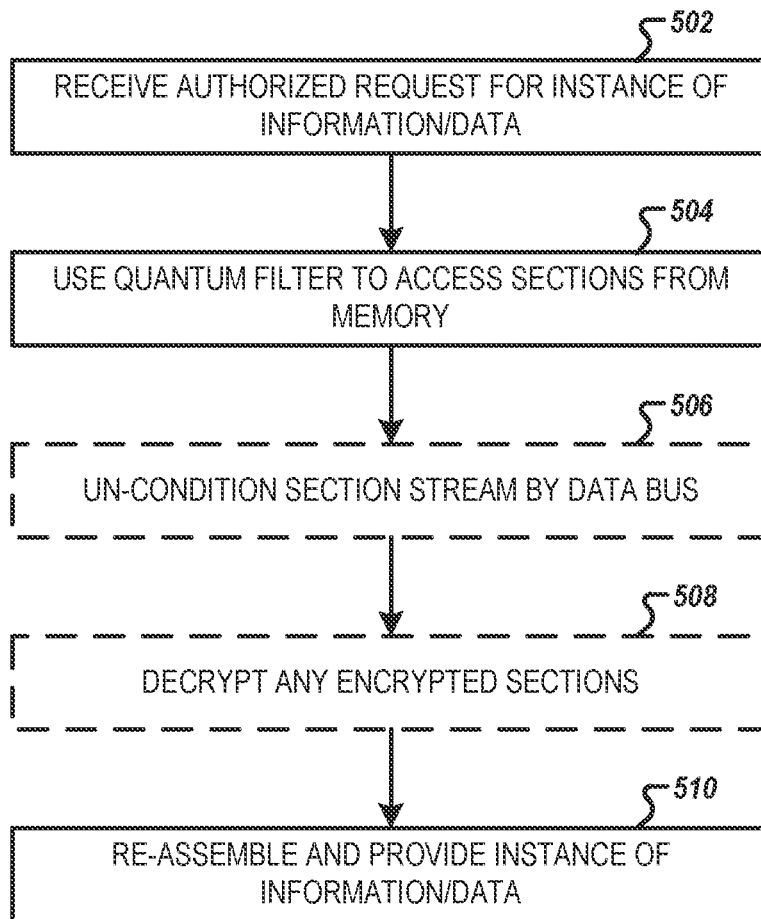 502
RECEIVE AUTHORIZED REQUEST FOR INSTANCE OF
INFORMATION/DATA
504
USE QUANTUM FILTER TO ACCESS SECTIONS FROM
MEMORY
506
UN-CONDITION SECTION STREAM BY DATA BUS
508
DECRYPT ANY ENCRYPTED SECTIONS
510
RE-ASSEMBLE AND PROVIDE INSTANCE OF
INFORMATION/DATA